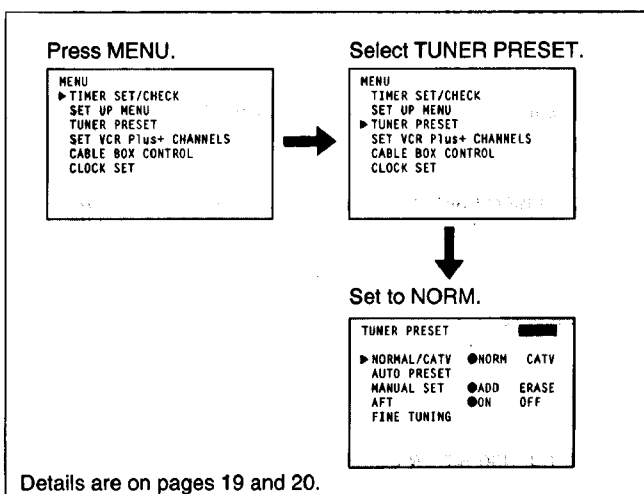 Press MENU.
MENU
▶TIMER SET/CHECK
SET UP MENU
TUNER PRESET
SET VCR Plus+ CHANNELS
CABLE BOX CONTROL
CLOCK SET
Select TUNER PRESET.
MENU
TIMER SET/CHECK
SET UP MENU
▶TUNER PRESET
SET VCR Plus+ CHANNELS
CABLE BOX CONTROL
CLOCK SET
Set to NORM.
TUNER PRESET
▶NORMAL/CATV ●NORM CATV
AUTO PRESET
MANUAL SET ●ADD ERASE
AFT ●ON OFF
FINE TUNING
Details are on pages 19 and 20.